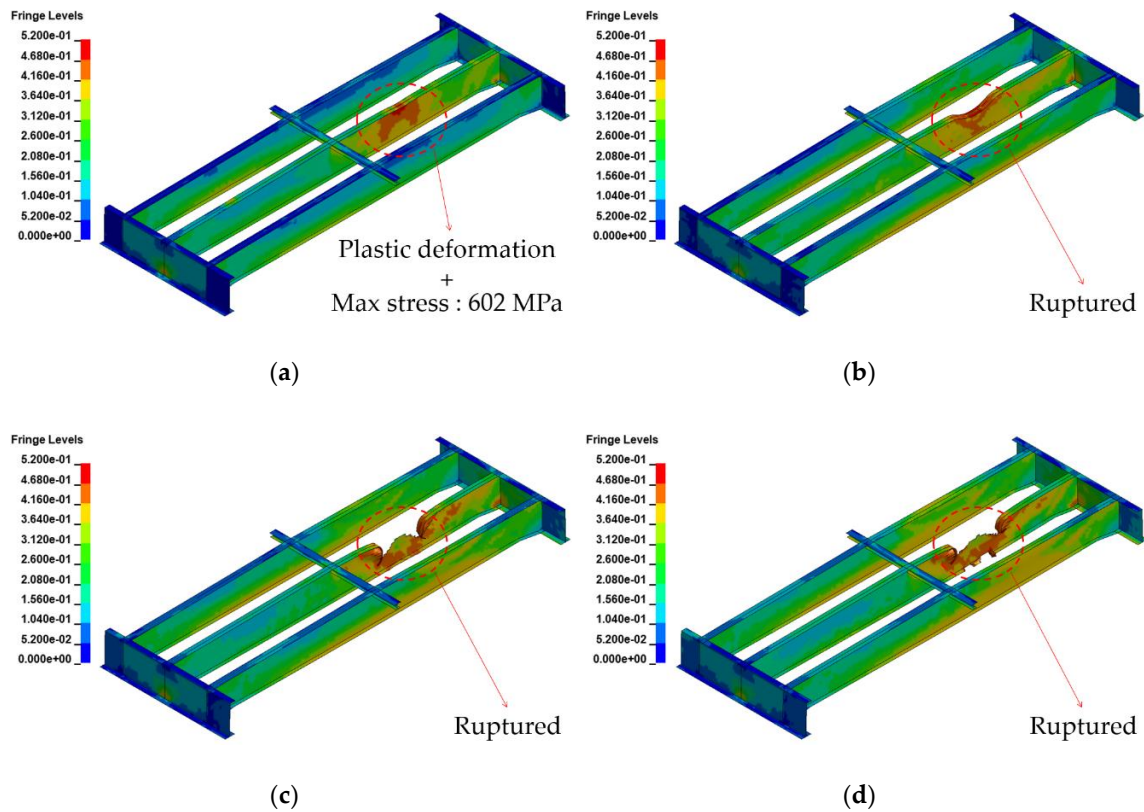 Fringe Levels
5.200e-01
4.680e-01
4.160e-01
3.640e-01
3.120e-01
2.600e-01
2.080e-01
1.560e-01
1.040e-01
5.200e-02
0.000e+00
Plastic deformation
+
Max stress : 602 MPa
(a)
Fringe Levels
5.200e-01
4.680e-01
4.160e-01
3.640e-01
3.120e-01
2.600e-01
2.080e-01
1.560e-01
1.040e-01
5.200e-02
0.000e+00
Ruptured
(b)
Fringe Levels
5.200e-01
4.680e-01
4.160e-01
3.640e-01
3.120e-01
2.600e-01
2.080e-01
1.560e-01
1.040e-01
5.200e-02
0.000e+00
Ruptured
(c)
Fringe Levels
5.200e-01
4.680e-01
4.160e-01
3.640e-01
3.120e-01
2.600e-01
2.080e-01
1.560e-01
1.040e-01
5.200e-02
0.000e+00
Ruptured
(d)